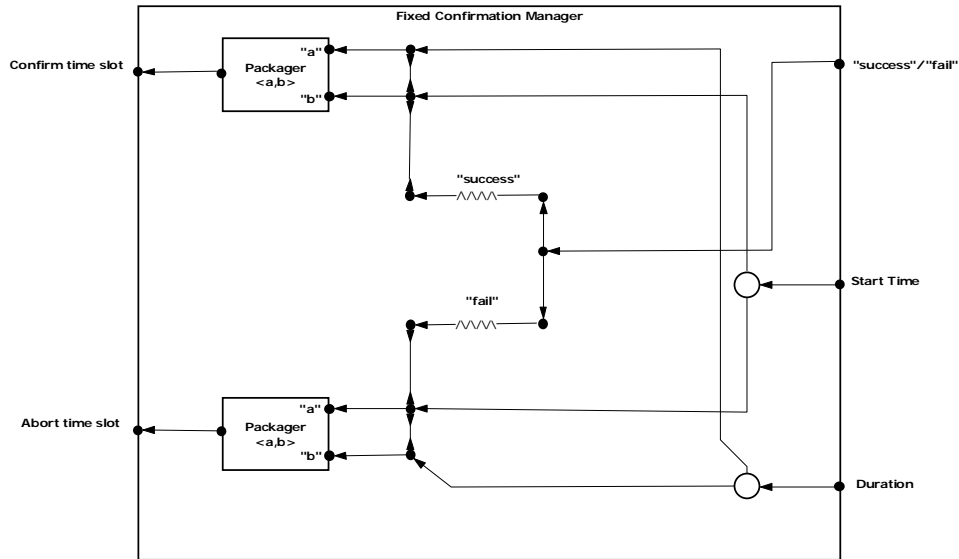 Fixed Confirmation Manager
"a"
Confirm time slot
Packager
<a,b>
"b"
"success"/"fail"
"success"
Start Time
"fail"
"a"
Abort time slot
Packager
<a,b>
"b"
Duration